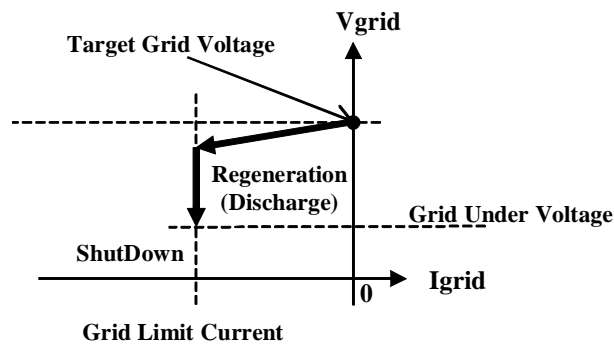 Vgrid
Target Grid Voltage
Regeneration
(Discharge)
Grid Under Voltage
ShutDown
0
Igrid
Grid Limit Current